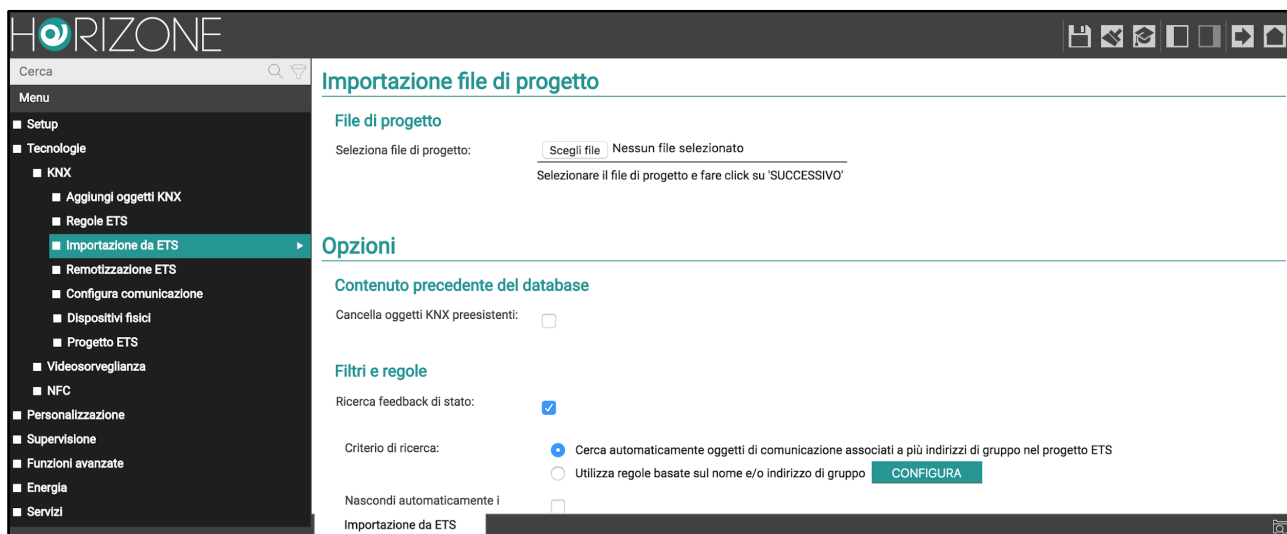 HORIZONE
Cerca
Menu
Setup
Tecnologie
KNX
Aggiungi oggetti KNX
Regole ETS
Importazione da ETS
Remotizzazione ETS
Configura comunicazione
Dispositivi fisici
Progetto ETS
Videosorveglianza
NFC
Personalizzazione
Supervisione
Funzioni avanzate
Energia
Servizi
Importazione file di progetto
File di progetto
Seleziona file di progetto: Scegli file Nessun file selezionato
Selezionare il file di progetto e fare click su 'SUCCESSIVO'
Opzioni
Contenuto precedente del database
Cancella oggetti KNX preesistenti:
Filtri e regole
Ricerca feedback di stato:
Criterio di ricerca: Cerca automaticamente oggetti di comunicazione associati a più indirizzi di gruppo nel progetto ETS
Utilizza regole basate sul nome e/o indirizzo di gruppo CONFIGURA
Nascondi automaticamente i
Importazione da ETS